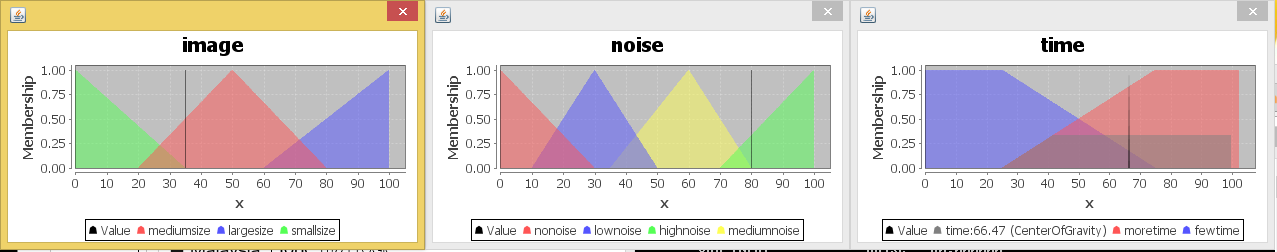 image
noise
time
Membership
1.00
0.75
0.50
0.25
0.00
0 10 20 30 40 50 60 70 80 90 100
x
Value mediumsize largesize smallsize
Membership
1.00
0.75
0.50
0.25
0.00
0 10 20 30 40 50 60 70 80 90 100
x
Value nonoise lownoise highnoise mediumnoise
Membership
1.00
0.75
0.50
0.25
0.00
0 10 20 30 40 50 60 70 80 90 100
x
Value time:66.47 (CenterOfGravity) moretime fewtime